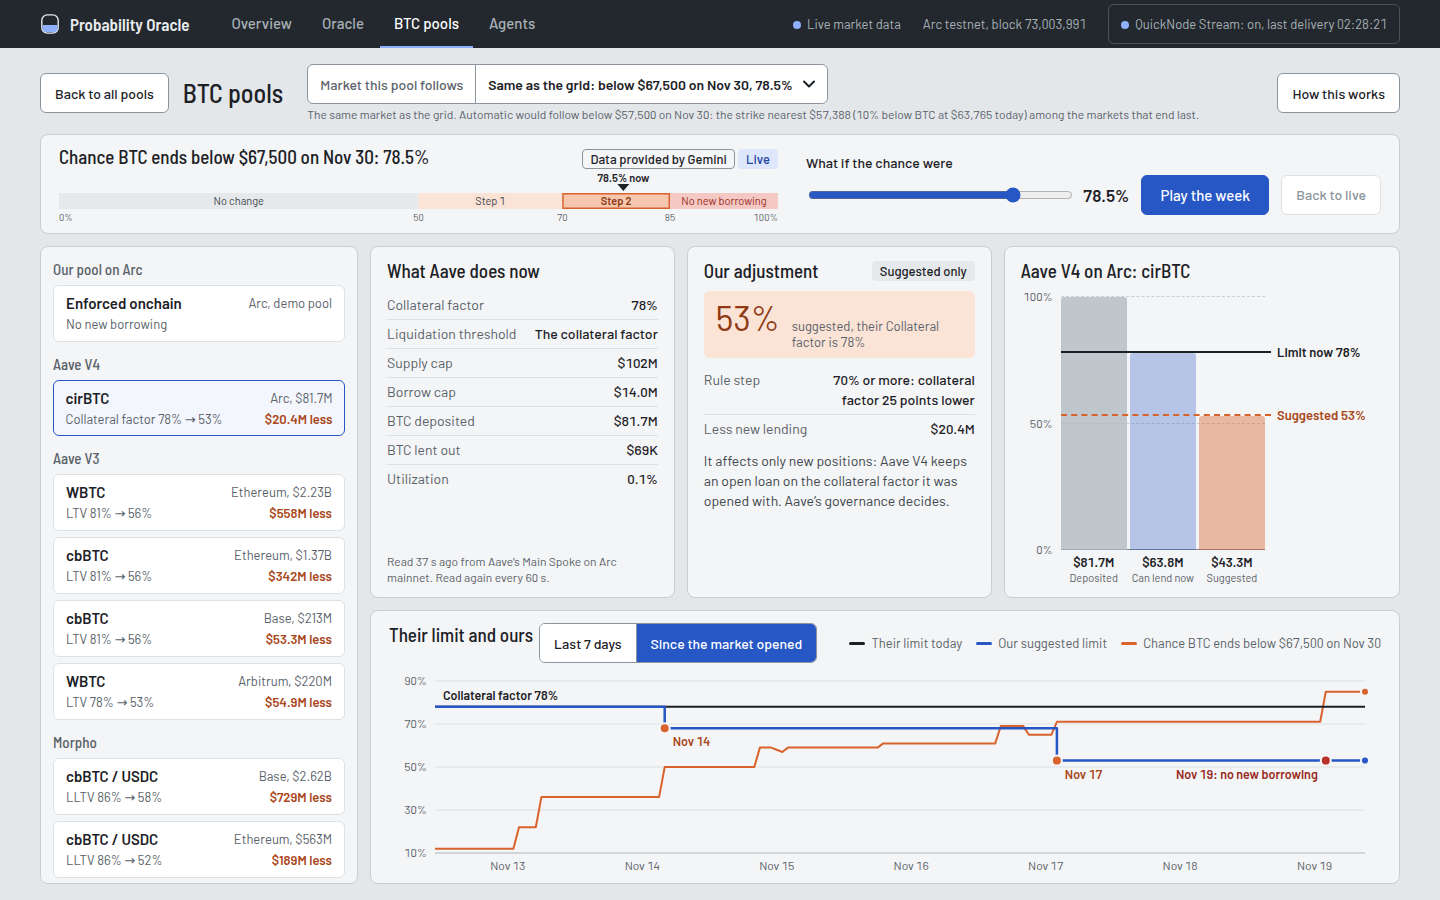 Probability Oracle
Overview
Oracle
BTC pools
Agents
Live market data
Arc testnet, block 73,003,991
QuickNode Stream: on, last delivery 02:28:21
Back to all pools
BTC pools
Market this pool follows
Same as the grid: below $67,500 on Nov 30, 78.5%
The same market as the grid. Automatic would follow below $57,500 on Nov 30: the strike nearest $57,388 (10% below BTC at $63,765 today) among the markets that end last.
How this works
Chance BTC ends below $67,500 on Nov 30: 78.5%
Data provided by Gemini
Live
78.5% now
No change
Step 1
Step 2
No new borrowing
0%
50
70
85
100%
What if the chance were
78.5%
Play the week
Back to live
Our pool on Arc
Enforced onchain
Arc, demo pool
No new borrowing
Aave V4
cirBTC
Arc, $81.7M
Collateral factor 78% → 53%
$20.4M less
Aave V3
WBTC
Ethereum, $2.23B
LTV 81% → 56%
$558M less
cbBTC
Ethereum, $1.37B
LTV 81% → 56%
$342M less
cbBTC
Base, $213M
LTV 81% → 56%
$53.3M less
WBTC
Arbitrum, $220M
LTV 78% → 53%
$54.9M less
Morpho
cbBTC / USDC
Base, $2.62B
LLTV 86% → 58%
$729M less
cbBTC / USDC
Ethereum, $563M
LLTV 86% → 52%
$189M less
What Aave does now
Collateral factor
78%
Liquidation threshold
The collateral factor
Supply cap
$102M
Borrow cap
$14.0M
BTC deposited
$81.7M
BTC lent out
$69K
Utilization
0.1%
Read 37 s ago from Aave's Main Spoke on Arc
mainnet. Read again every 60 s.
Our adjustment
Suggested only
53%
suggested, their Collateral
factor is 78%
Rule step
70% or more: collateral
factor 25 points lower
Less new lending
$20.4M
It affects only new positions: Aave V4 keeps
an open loan on the collateral factor it was
opened with. Aave's governance decides.
Aave V4 on Arc: cirBTC
100%
50%
0%
Limit now 78%
Suggested 53%
$81.7M
Deposited
$63.8M
Can lend now
$43.3M
Suggested
Their limit and ours
Last 7 days
Since the market opened
Their limit today
Our suggested limit
Chance BTC ends below $67,500 on Nov 30
90%
70%
50%
30%
10%
Collateral factor 78%
Nov 14
Nov 17
Nov 19: no new borrowing
Nov 13
Nov 14
Nov 15
Nov 16
Nov 17
Nov 18
Nov 19